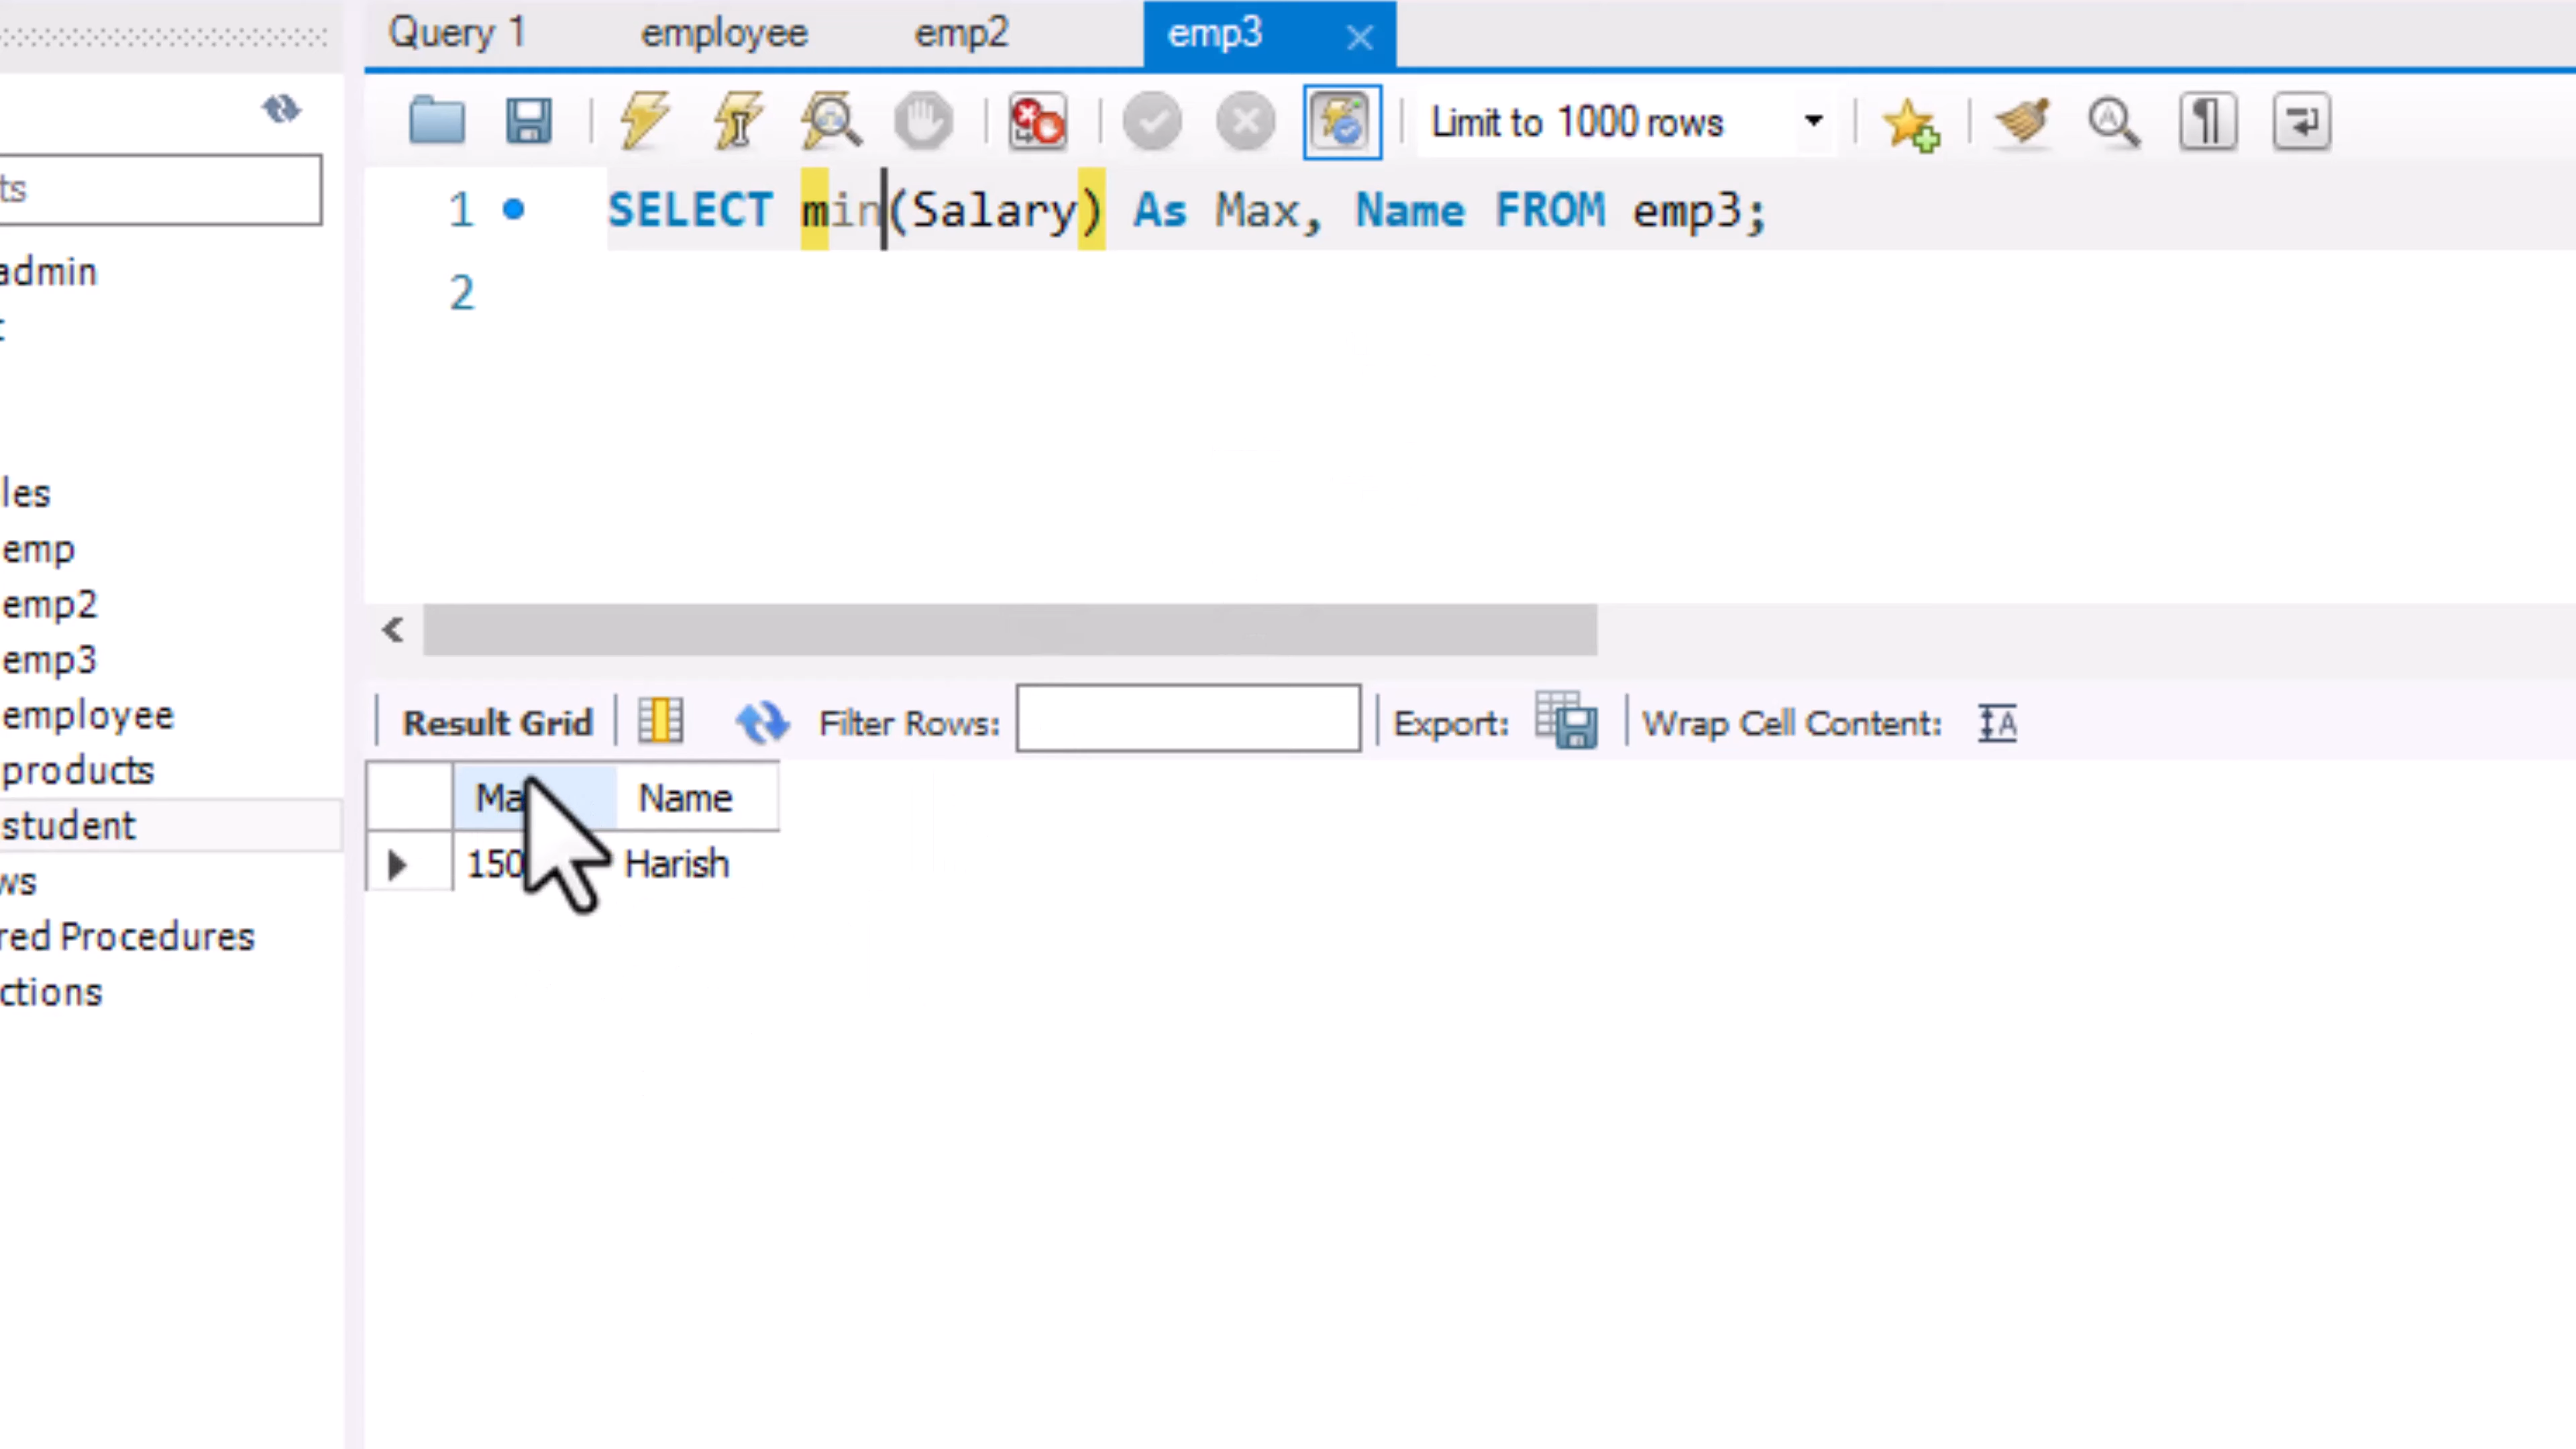 Query 1 employee emp2 emp3
Limit to 1000 rows
ts
1 SELECT min(Salary) As Max, Name FROM emp3;
2
admin
les
emp
emp2
emp3
employee
products
student
ws
red Procedures
ctions
Result Grid Filter Rows: Export: Wrap Cell Content:
Name
Harish